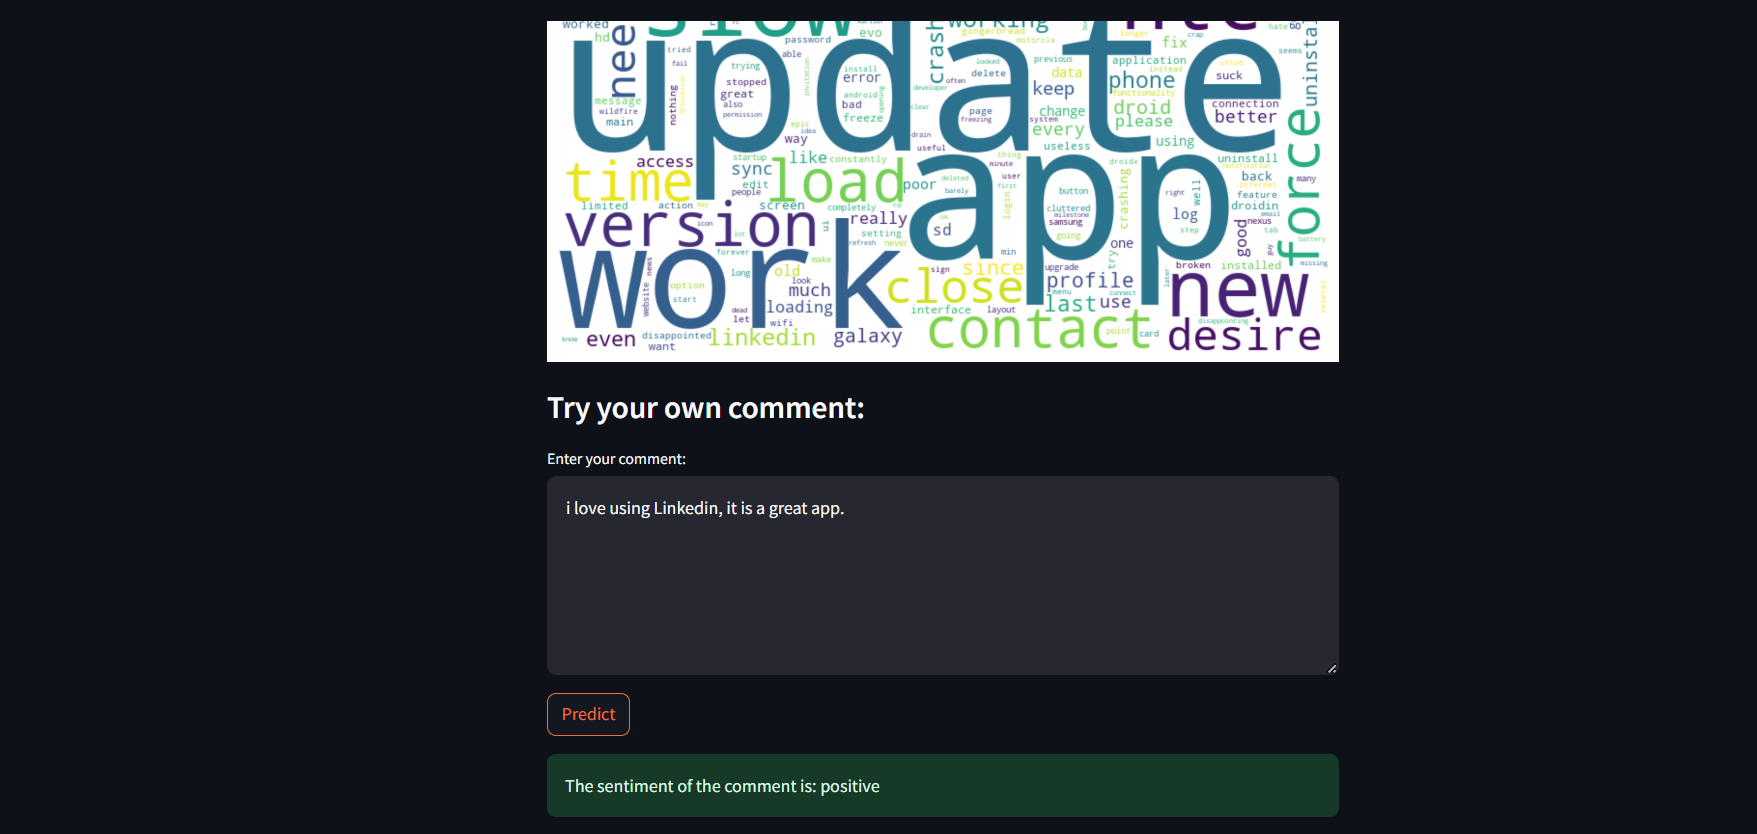 worked
slow
working
free
hate
update
need
hd
tried
fail
password
able
evo
gingerbread
motorola
longer
crap
fix
seems
uninstall
trying
install
error
crash
looked
delete
previous
data
application
instead
issue
suck
phone
functionality
message
wildfire
main
nothing
stopped
great
also
permission
invitation
android
bad
freeze
opening
often
developer
clear
keep
page
freezing
system
change
every
droid
please
connection
better
force
epic
idea
way
drain
useful
useless
using
time
access
startup
sync
edit
people
like
constantly
load
poor
app
thing
minute
deleted
barely
user
first
login
droidx
button
cluttered
milestone
samsung
going
crashing
right
well
log
step
uninstall
notification
back
internet
feature
droidin
email
nexus
tab
many
battery
missing
limited
action
may
icon
lot
screen
completely
rd
version
ui
really
setting
refresh
never
ok
sd
min
one
try
good
guy
work
forever
make
long
old
look
much
loading
news
website
option
start
dead
let
wifi
close
sign
since
upgrade
profile
menu
connect
last
use
later
broken
installed
new
several
interface
layout
contact
point
card
disappointing
desire
know
even
disappointed
want
linkedin
galaxy
Try your own comment:
Enter your comment:
i love using Linkedin, it is a great app.
Predict
The sentiment of the comment is: positive